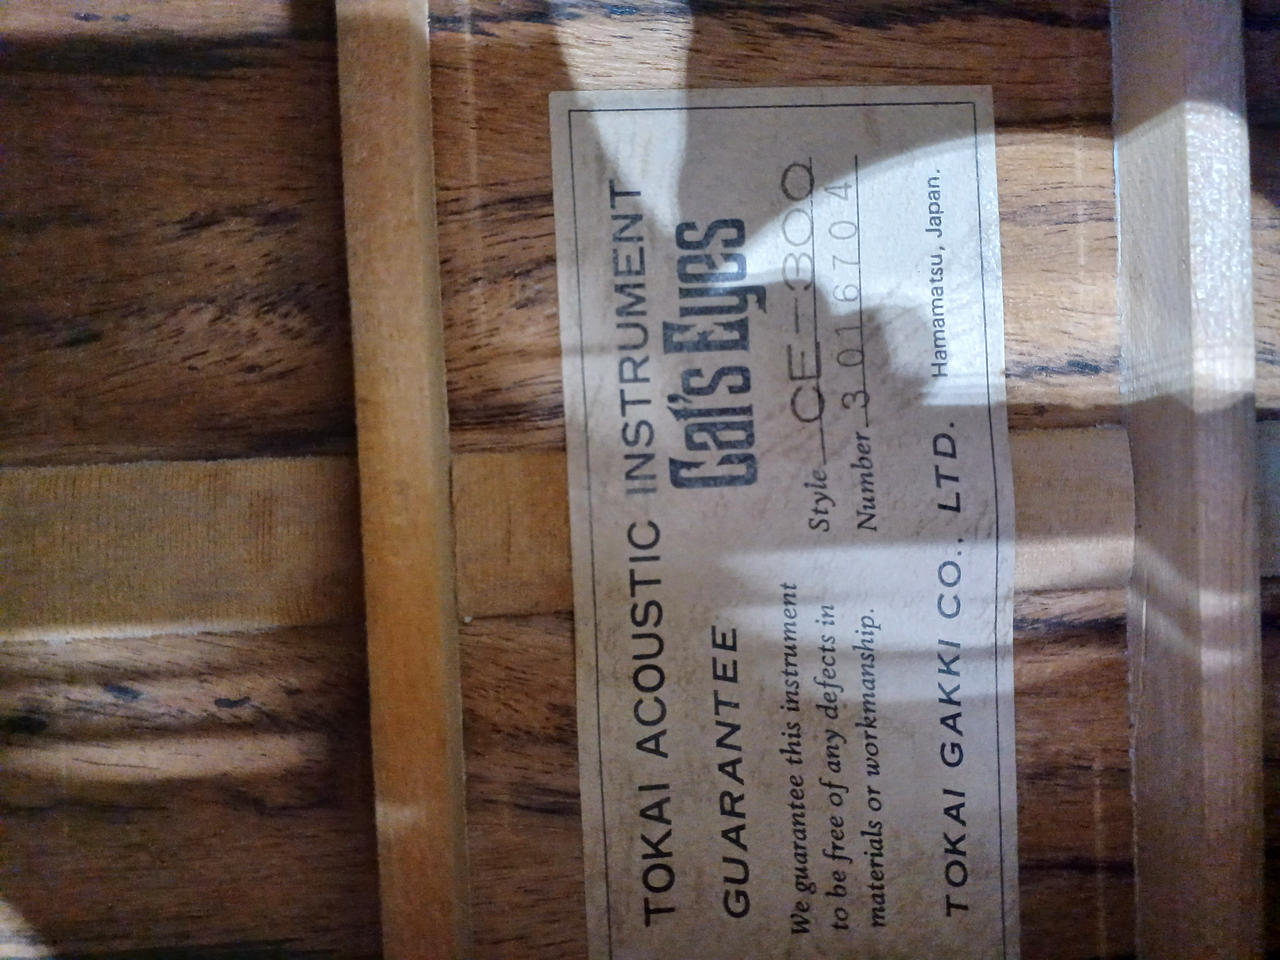 TOKAI ACOUSTIC INSTRUMENT
GUARANTEE
Cat's Eyes
We guarantee this instrument
to be free of any defects in
materials or workmanship.
Style CE-300
Number 3016704
TOKAI GAKKI CO., LTD. Hamamatsu, Japan.